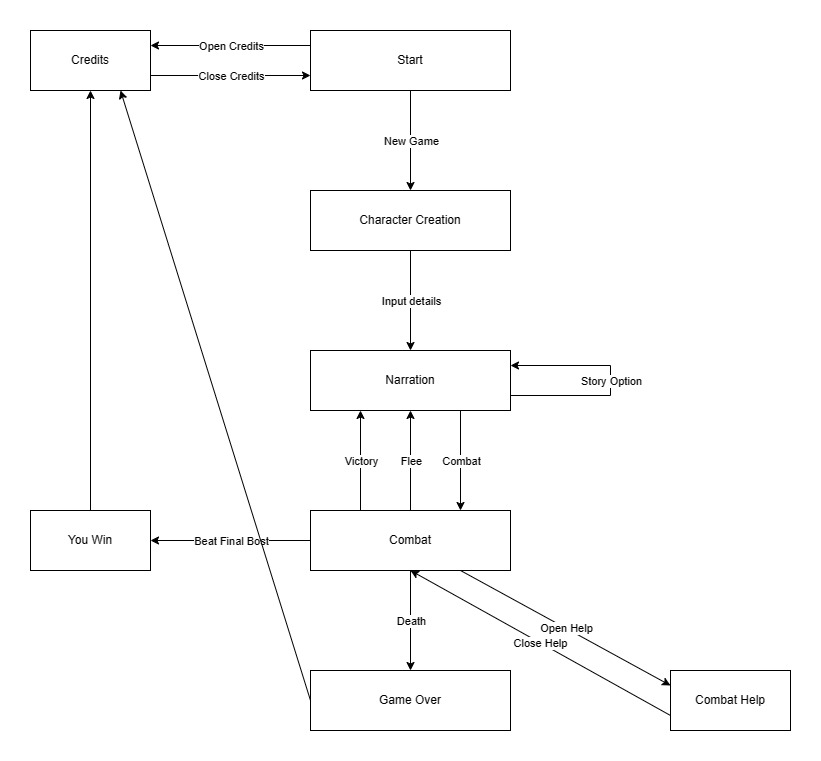 Credits
Open Credits
Start
Close Credits
New Game
Character Creation
Input details
Narration
Story Option
Victory
Flee
Combat
You Win
Beat Final Bost
Combat
Death
Open Help
Close Help
Game Over
Combat Help